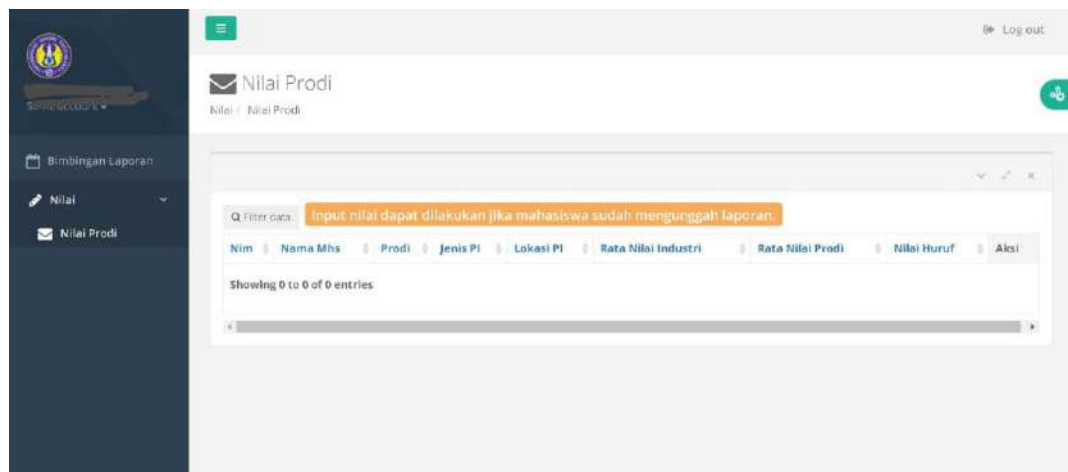 Log out
Nilai Prodi
Nilai / Nilai Prodi
Bimbingan Laporan
Nilai
Nilai Prodi
Filter data
Input nilai dapat dilakukan jika mahasiswa sudah mengunggah laporan.
Nim Nama Mhs Prodi Jenis PI Lokasi PI Rata Nilai Industri Rata Nilai Prodi Nilai Huruf Aksi
Showing 0 to 0 of 0 entries